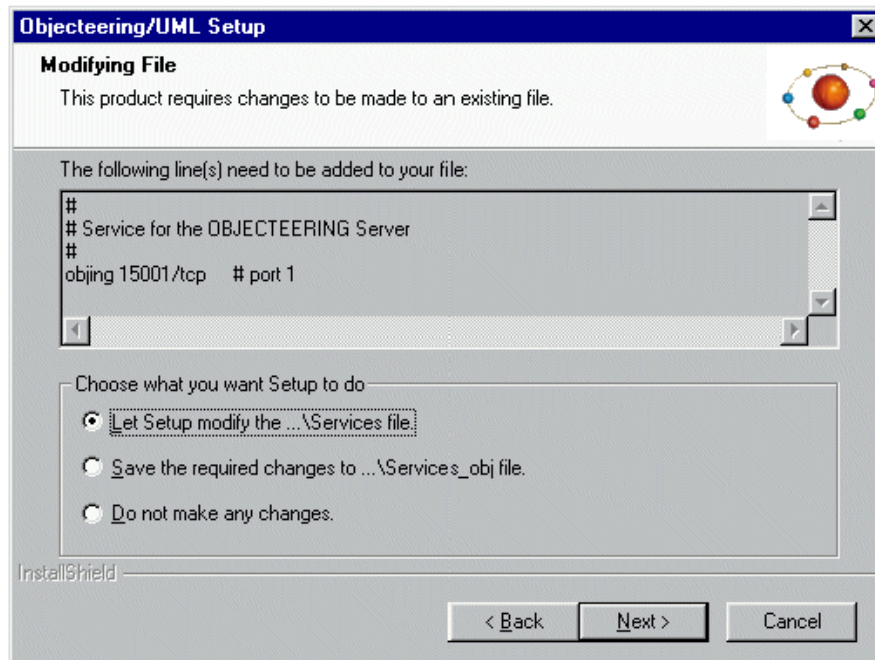 Objecteering/UML Setup
Modifying File
This product requires changes to be made to an existing file.
The following line(s) need to be added to your file:
#
# Service for the OBJECTEERING Server
#
objing 15001/tcp # port 1
Choose what you want Setup to do
Let Setup modify the ...\Services file.
Save the required changes to ...\Services_obj file.
Do not make any changes.
InstallShield
< Back Next > Cancel